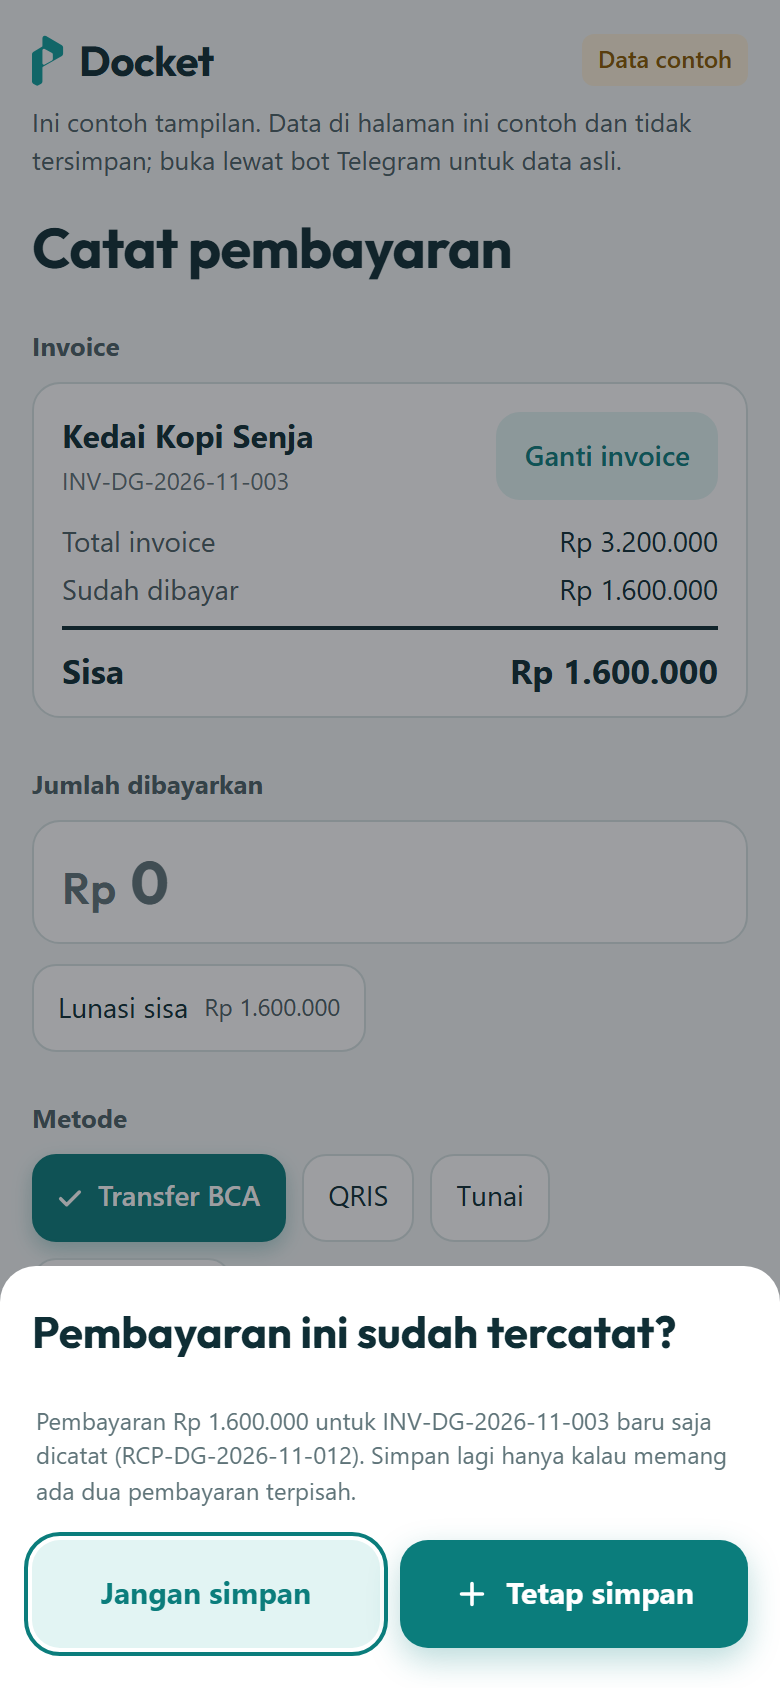 Docket
Data contoh
Ini contoh tampilan. Data di halaman ini contoh dan tidak
tersimpan; buka lewat bot Telegram untuk data asli.
Catat pembayaran
Invoice
Kedai Kopi Senja
INV-DG-2026-11-003
Ganti invoice
Total invoice Rp 3.200.000
Sudah dibayar Rp 1.600.000
Sisa Rp 1.600.000
Jumlah dibayarkan
Rp 0
Lunasi sisa Rp 1.600.000
Metode
Transfer BCA
QRIS
Tunai
Pembayaran ini sudah tercatat?
Pembayaran Rp 1.600.000 untuk INV-DG-2026-11-003 baru saja
dicatat (RCP-DG-2026-11-012). Simpan lagi hanya kalau memang
ada dua pembayaran terpisah.
Jangan simpan
+ Tetap simpan